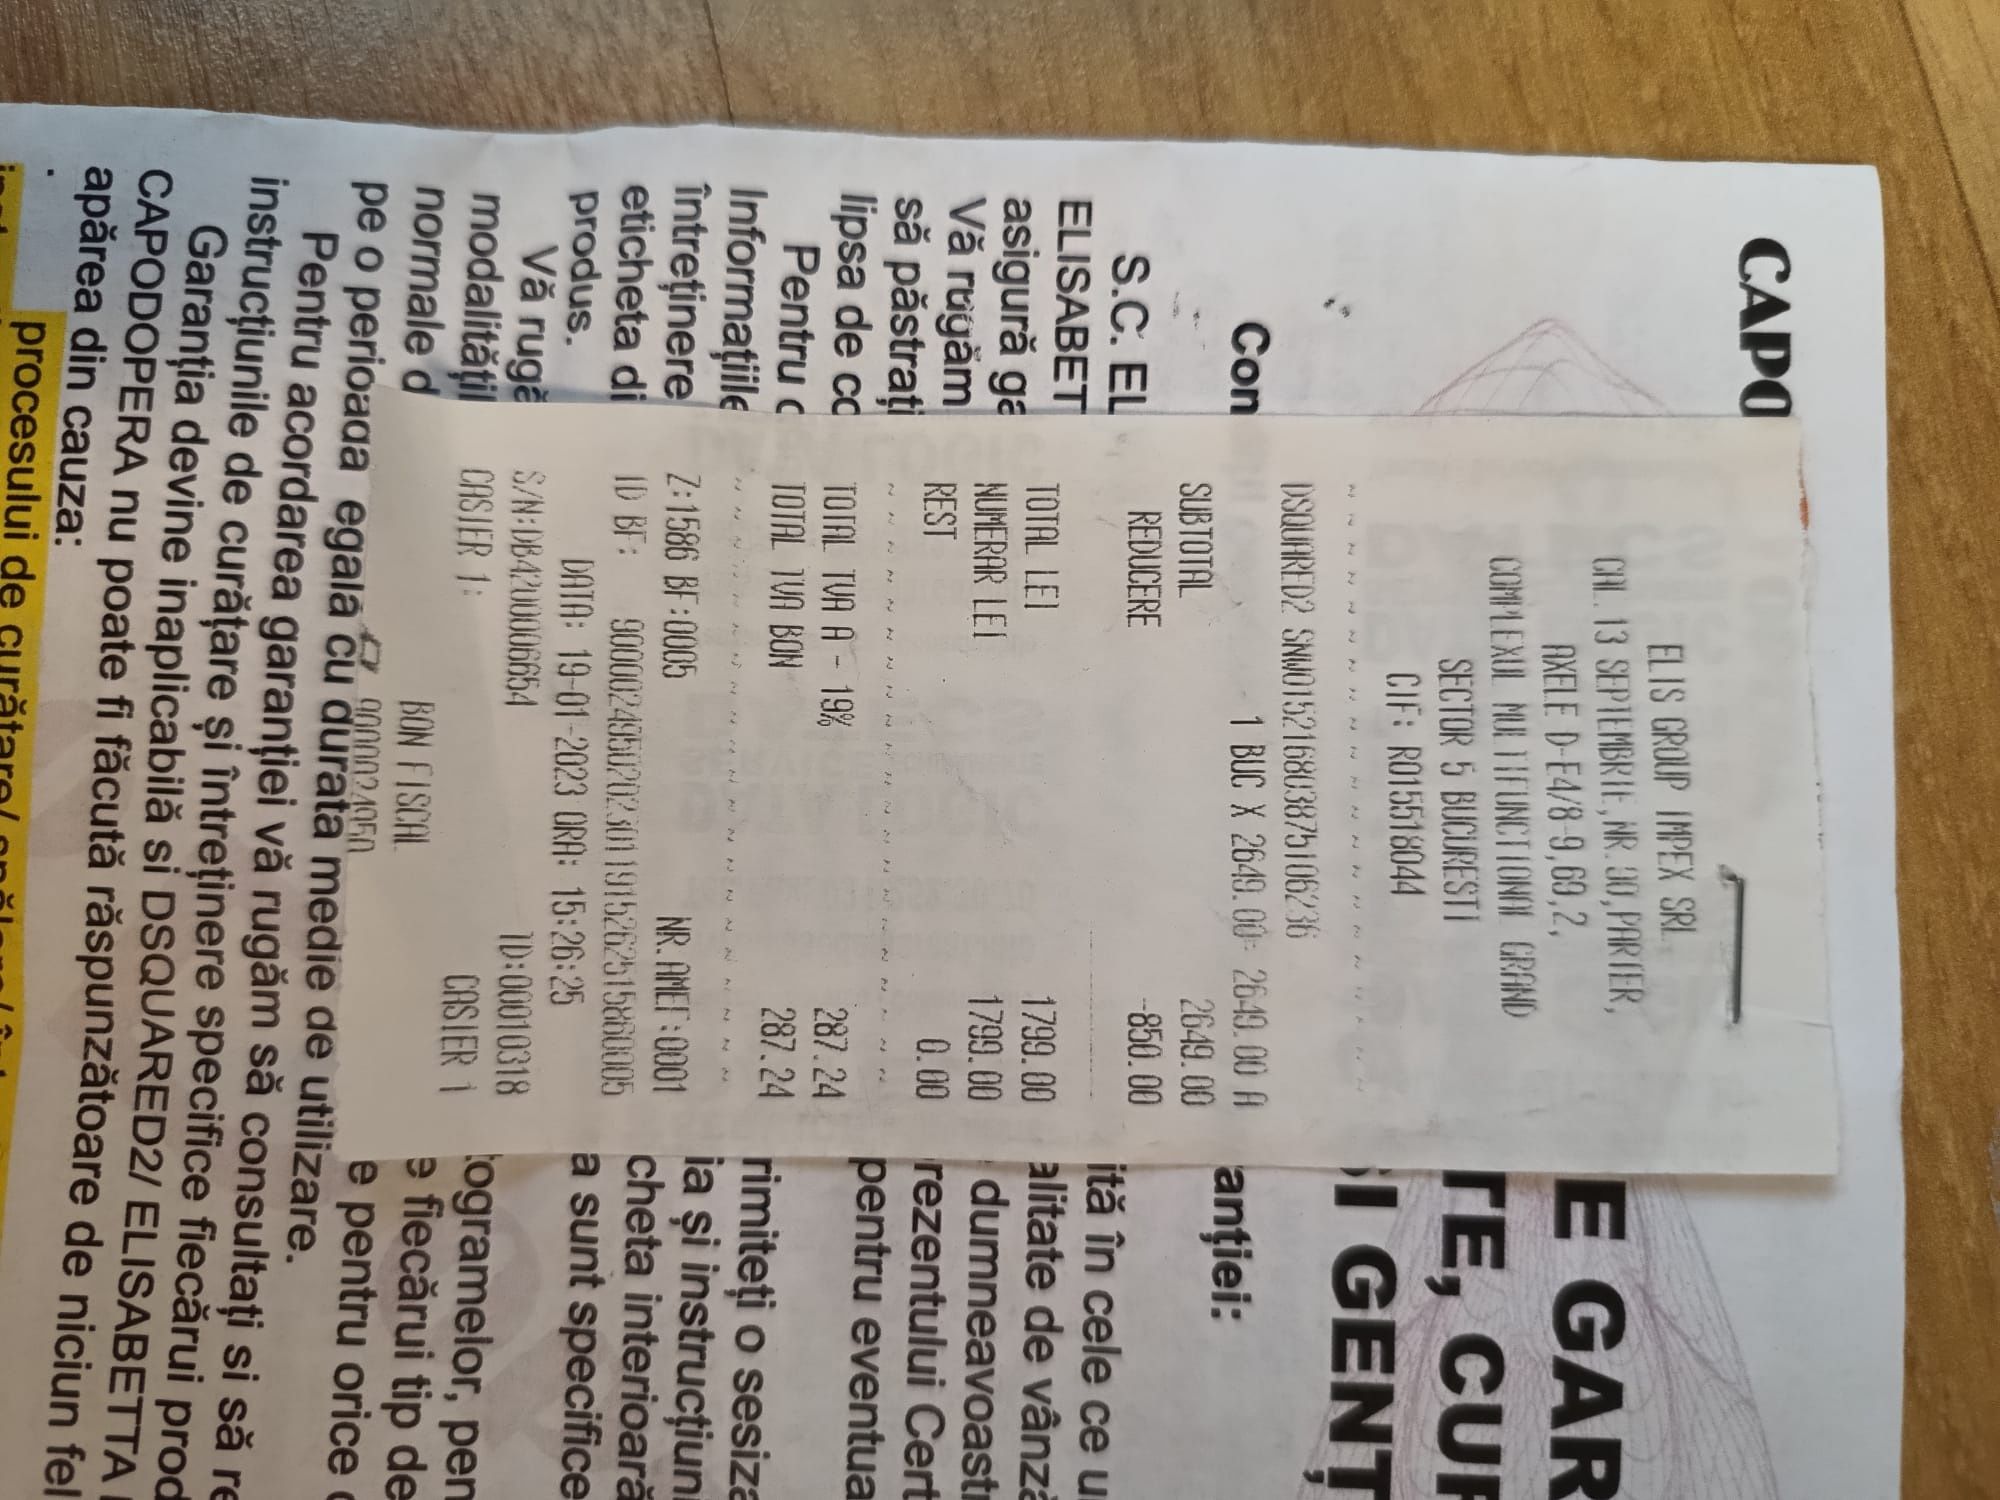 CAPO
E GAR
TE, CUR
ȘI GENȚ
Con
anției:
S.C. EL
ită în cele ce u
ELISABET
alitate de vânză
asigură ga
dumneavoastr
Vă rugăm
rezentului Cert
să păstrați
pentru eventua
lipsa de co
Pentru c
rimiteți o sesiza
Informațiile
ia și instrucțiuni
întreținere
cheta interioară
eticheta di
a sunt specifice
produs.
Vă rugă
togramelor, pen
modalități
e fiecărui tip de
normale d
e pentru orice
pe o perioada egală cu durata medie de utilizare.
Pentru acordarea garanției vă rugăm să consultați si să re
instrucțiunile de curățare și întreținere specifice fiecărui prod
Garanția devine inaplicabilă si DSQUARED2/ ELISABETTA
CAPODOPERA nu poate fi făcută răspunzătoare de niciun fel
apărea din cauza:
procesului de curățare/
ELIS GROUP IMPEX SRL
CAL.13 SEPTEMBRIE,NR.90,PARTER,
AXELE D-E4/8-9,69,2,
COMPLEXUL MULTIFUNCTIONAL GRAND
SECTOR 5 BUCURESTI
CIF: RO15518044
~ ~ ~ ~ ~ ~ ~ ~ ~ ~ ~ ~ ~ ~ ~ ~
DSQUARED2 SNW015216803875106236
1 BUC X 2649.00= 2649.00 A
SUBTOTAL 2649.00
REDUCERE -850.00
TOTAL LEI 1799.00
NUMERAR LEI 1799.00
REST 0.00
~ ~ ~ ~ ~ ~ ~ ~ ~ ~ ~ ~ ~ ~ ~ ~
TOTAL TVA A - 19% 287.24
TOTAL TVA BON 287.24
~ ~ ~ ~ ~ ~ ~ ~ ~ ~ ~ ~ ~ ~ ~ ~
Z:1586 BF:0005 NR.AMEF:0001
ID BF: 90000249502023011915262515860005
DATA: 19-01-2023 ORA: 15:26:25
S/N:DB4200006654 ID:00010318
CASIER 1: CASIER 1
BON FISCAL
9000024950